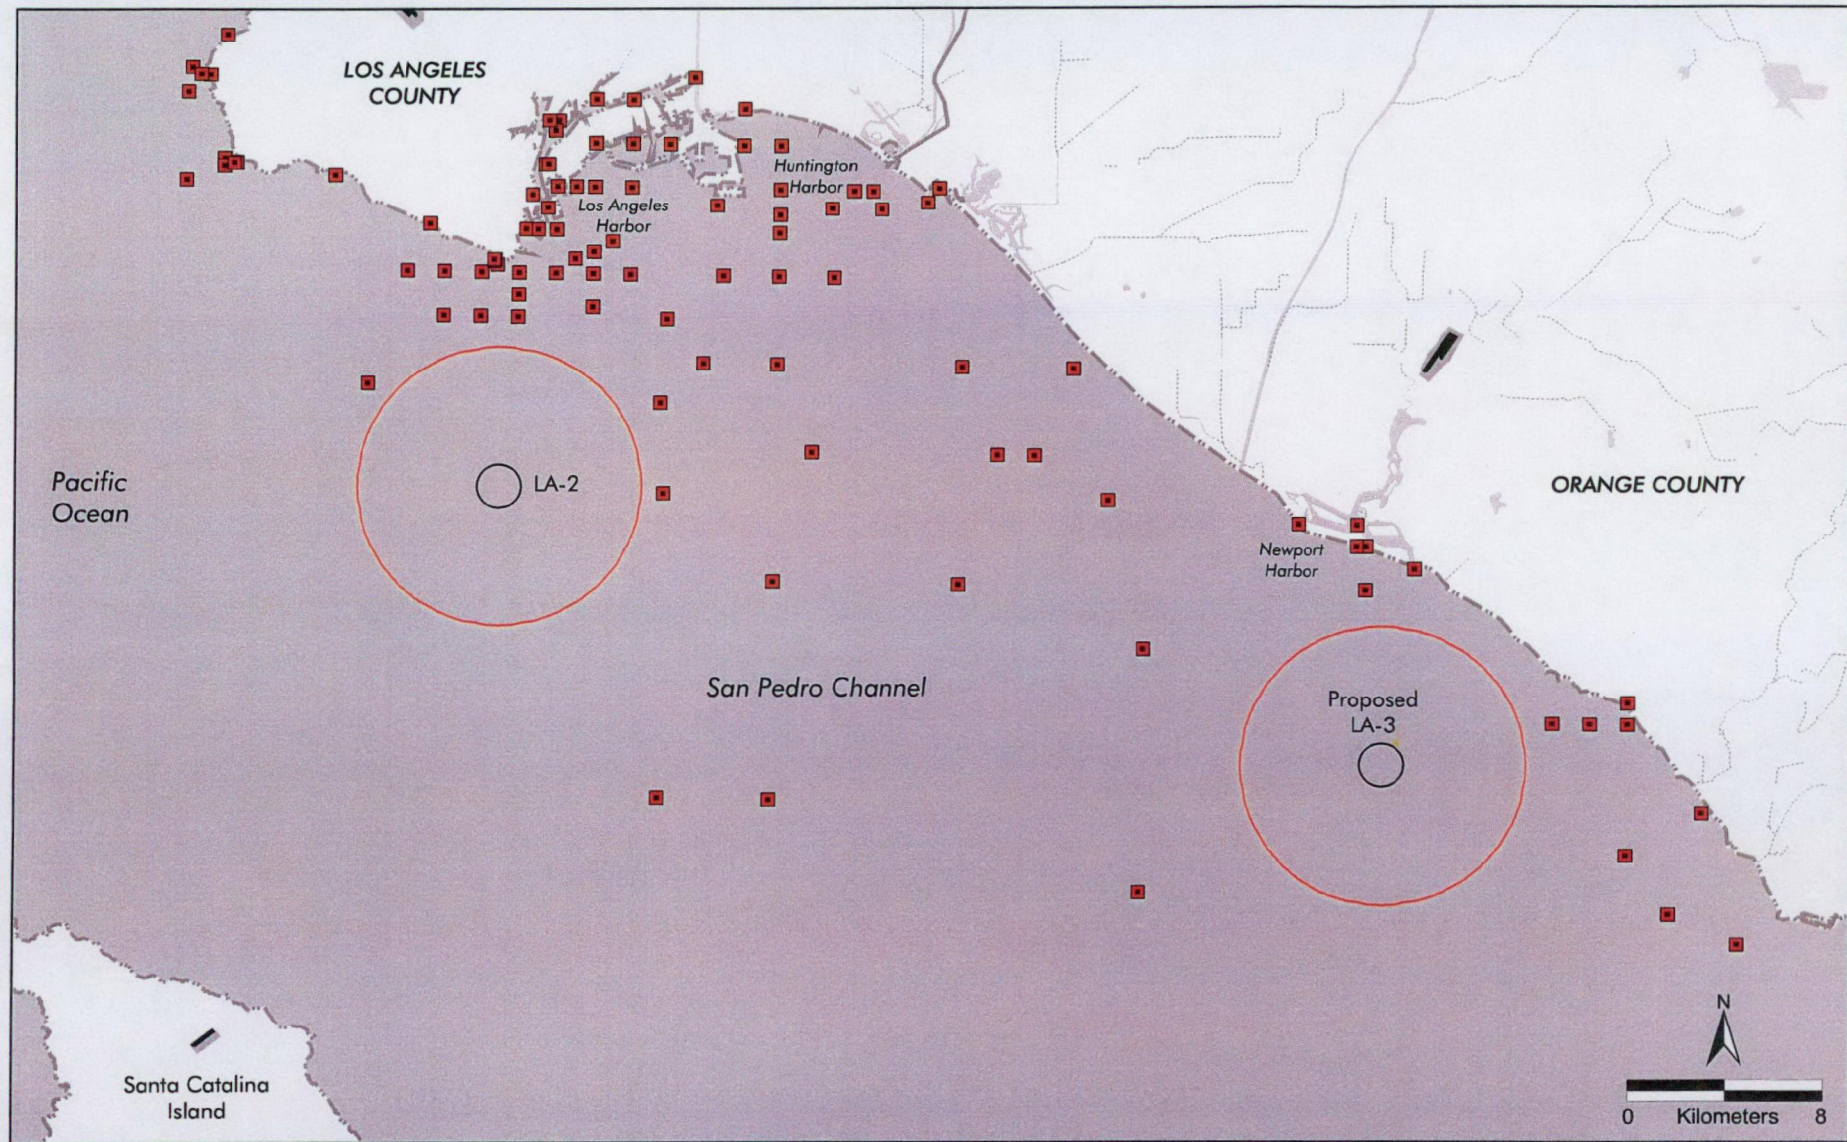 LOS ANGELES
COUNTY
Huntington
Harbor
Los Angeles
Harbor
Pacific
Ocean
LA-2
ORANGE COUNTY
Newport
Harbor
San Pedro Channel
Proposed
LA-3
N
Santa Catalina
Island
0 Kilometers 8